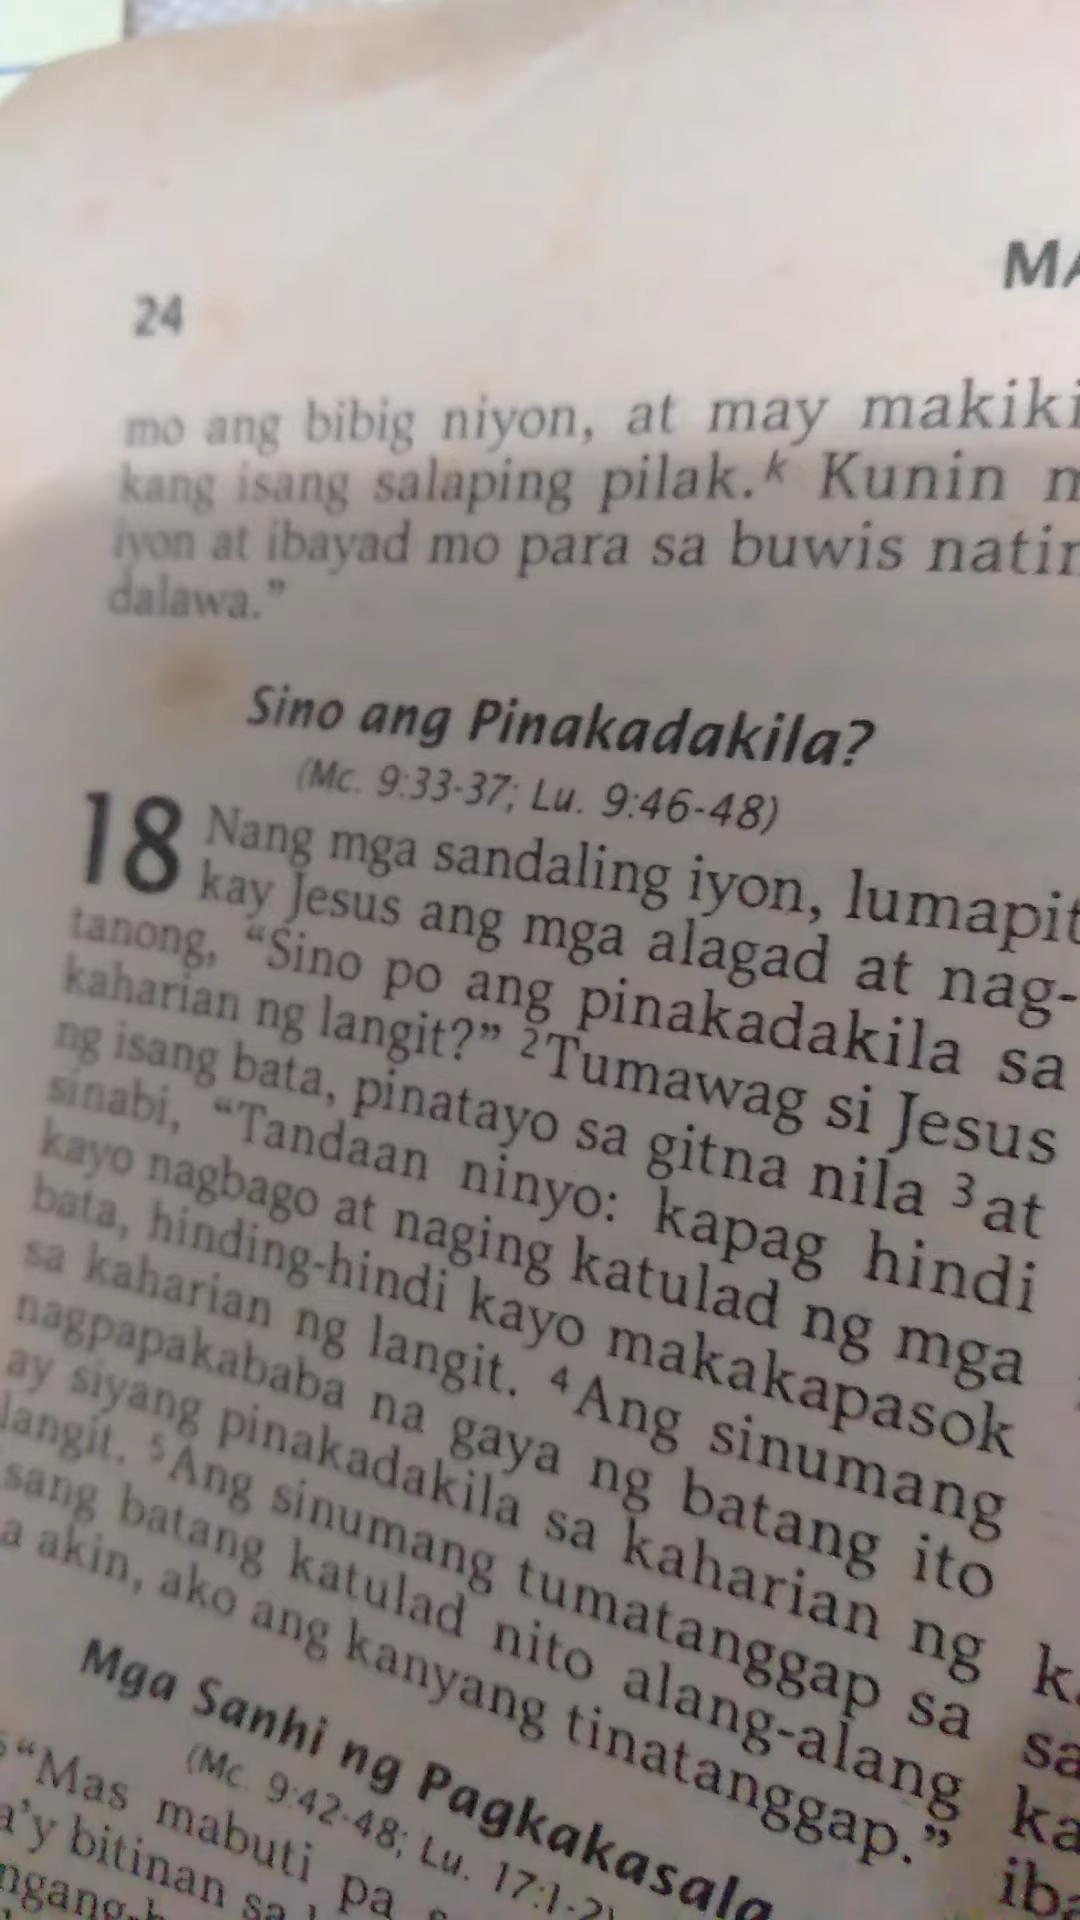 24
mo ang bibig niyon, at may
kang isang salaping pilak.k Kunin
iyon at ibayad mo para sa buwis
dalawa.”
Sino ang Pinakadakila?
(Mc. 9:33-37; Lu. 9:46-48)
18 Nang mga sandaling iyon, lumapit
kay Jesus ang mga alagad at nag-
tanong, “Sino po ang pinakadakila sa
kaharian ng langit?” 2Tumawag si Jesus
ng isang bata, pinatayo sa gitna nila 3at
sinabi, “Tandaan ninyo: kapag hindi
kayo nagbago at naging katulad ng mga
bata, hinding-hindi kayo makakapasok
sa kaharian ng langit. 4Ang sinumang
nagpapakababa na gaya ng batang ito
ay siyang pinakadakila sa kaharian ng
langit. 5Ang sinumang tumatanggap sa
sang batang katulad nito alang-alang
a akin, ako ang kanyang tinatanggap.”
Mga Sanhi ng Pagkakasala
(Mc. 9:42-48; Lu. 17:1-2)
“Mas mabuti pa
a’y bitinan sa